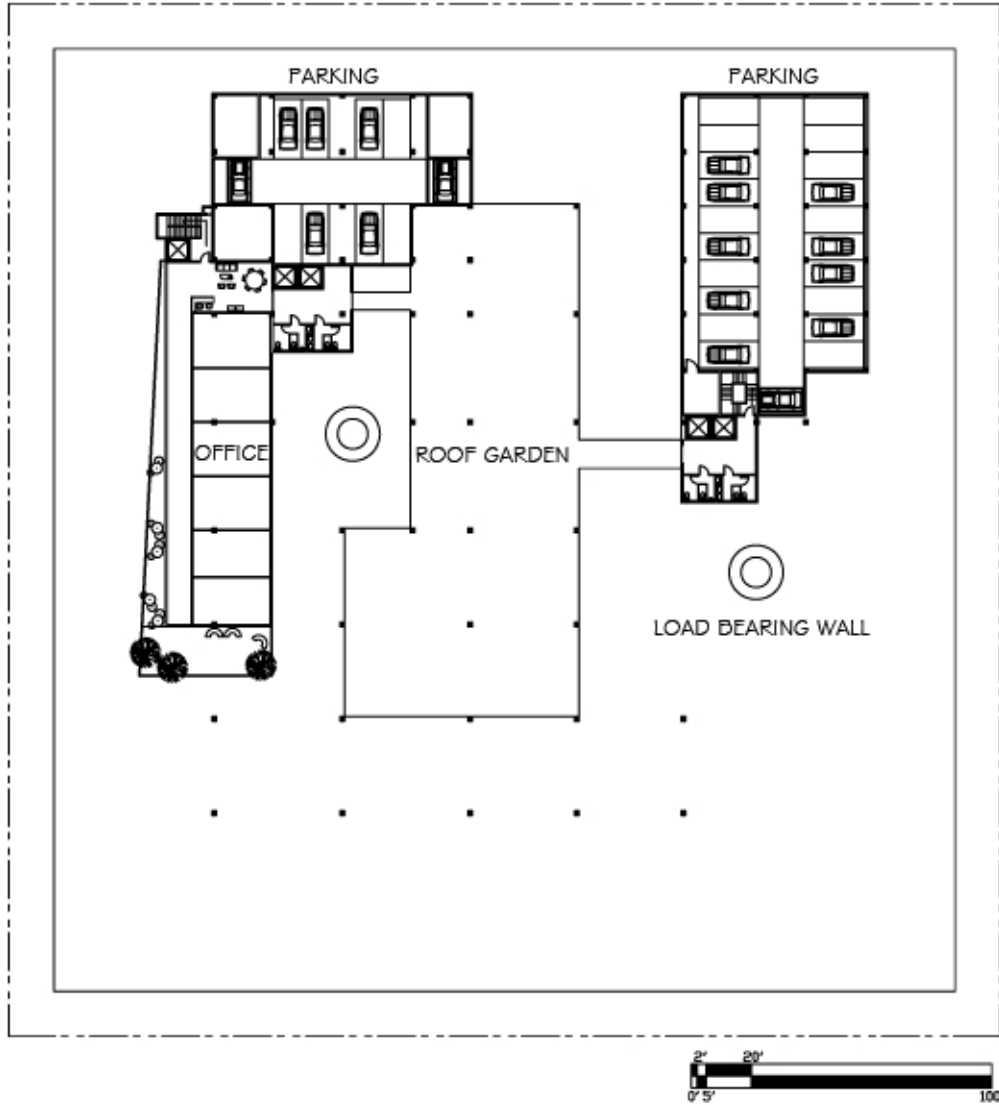 PARKING
PARKING
OFFICE
ROOF GARDEN
LOAD BEARING WALL
2' 20'
0' 5' 100